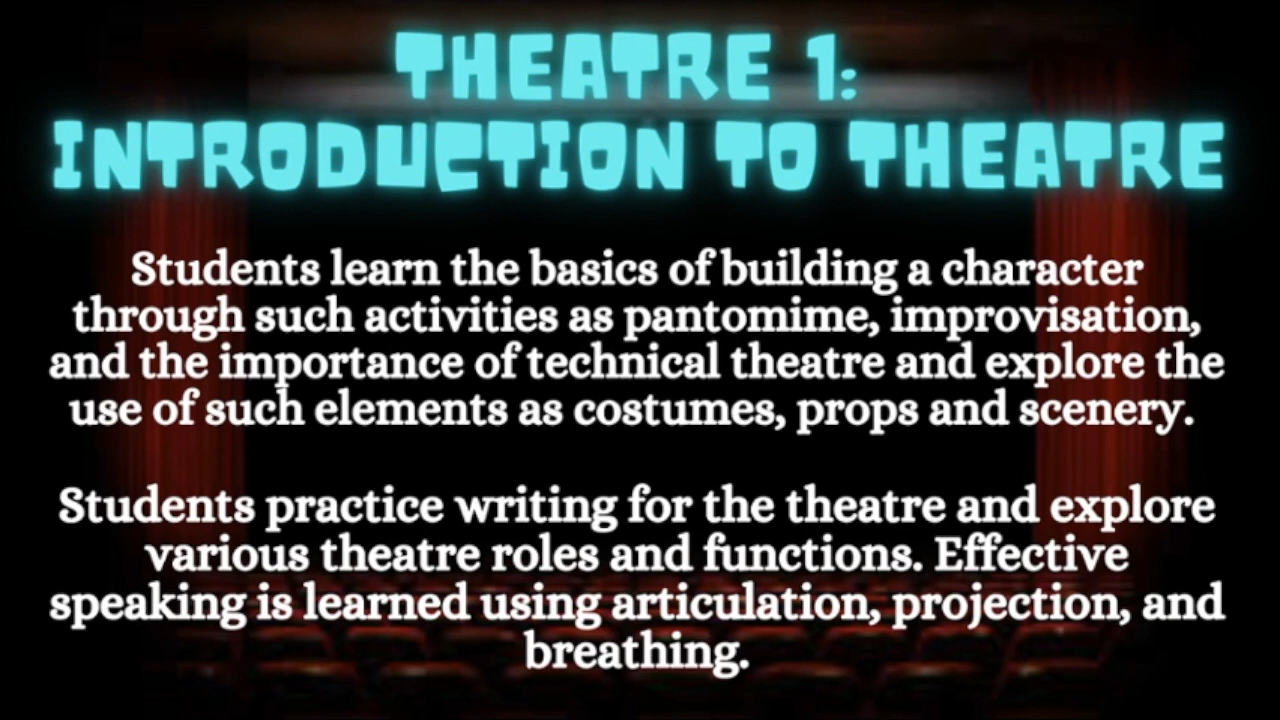 THEATRE 1:
INTRODUCTION TO THEATRE
Students learn the basics of building a character
through such activities as pantomime, improvisation,
and the importance of technical theatre and explore the
use of such elements as costumes, props and scenery.
Students practice writing for the theatre and explore
various theatre roles and functions. Effective
speaking is learned using articulation, projection, and
breathing.